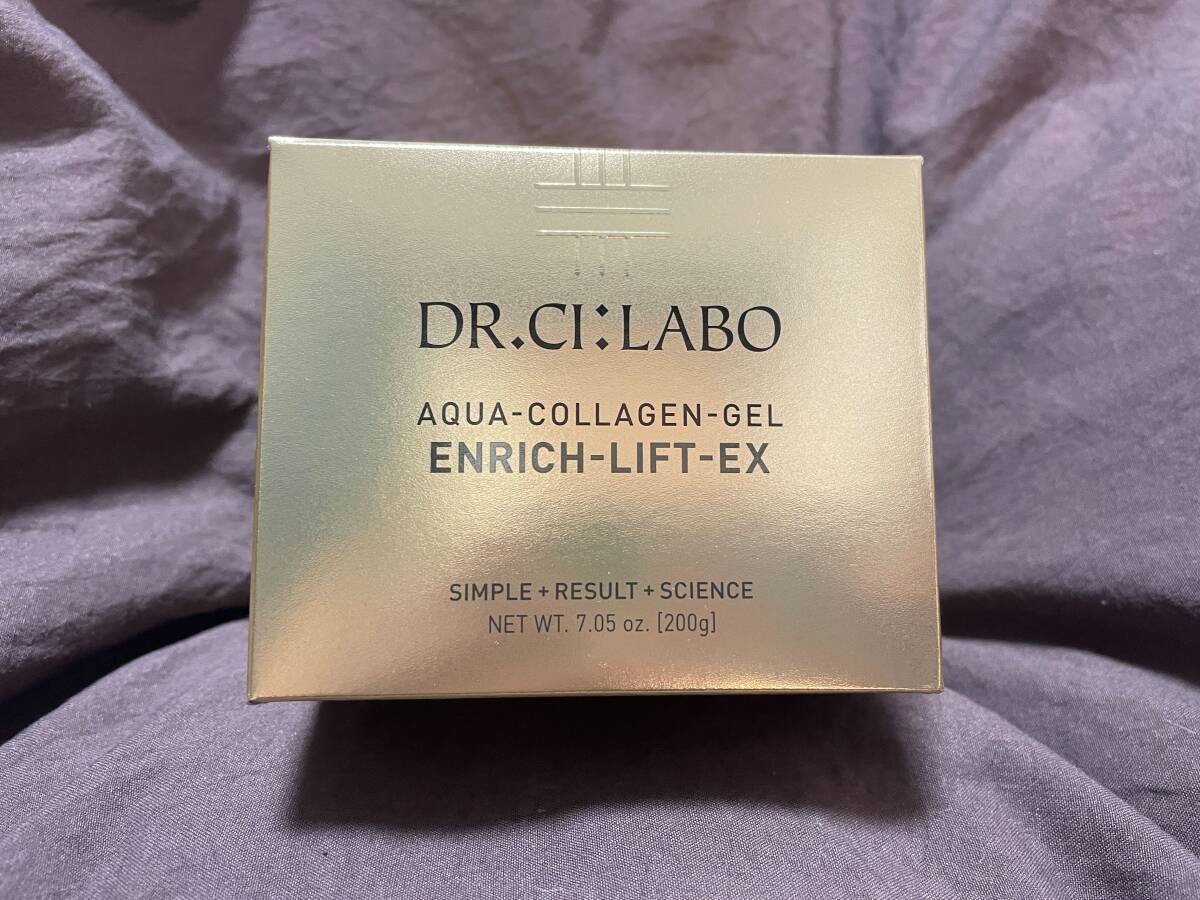 DR.CI:LABO
AQUA-COLLAGEN-GEL
ENRICH-LIFT-EX
SIMPLE + RESULT + SCIENCE
NET WT. 7.05 oz. [200g]